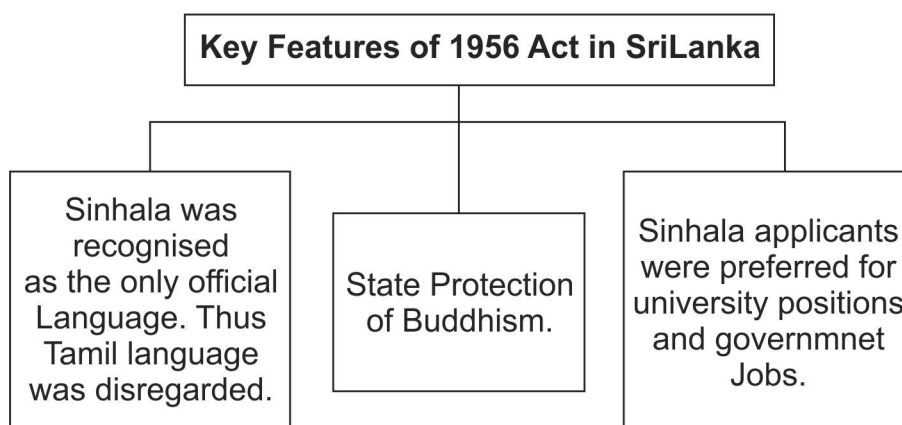 Key Features of 1956 Act in SriLanka
Sinhala was
recognised
as the only official
Language. Thus
Tamil language
was disregarded.
State Protection
of Buddhism.
Sinhala applicants
were preferred for
university positions
and governmnet
Jobs.